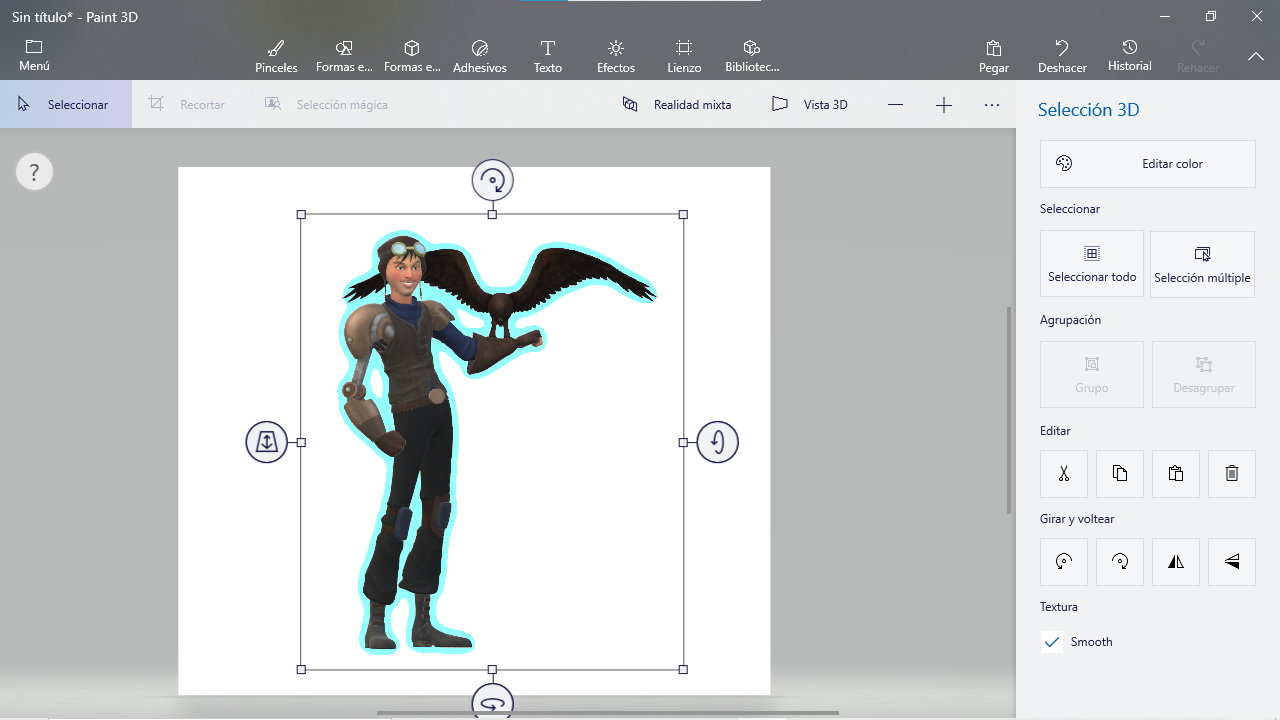 Sin título* - Paint 3D
Menú
Pinceles
Formas e...
Formas e...
Adhesivos
Texto
Efectos
Lienzo
Bibliotec...
Pegar
Deshacer
Historial
Rehacer
Seleccionar
Recortar
Selección mágica
Realidad mixta
Vista 3D
?
Selección 3D
Editar color
Seleccionar
Seleccionar todo
Selección múltiple
Agrupación
Grupo
Desagrupar
Editar
Girar y voltear
Textura
Smooth